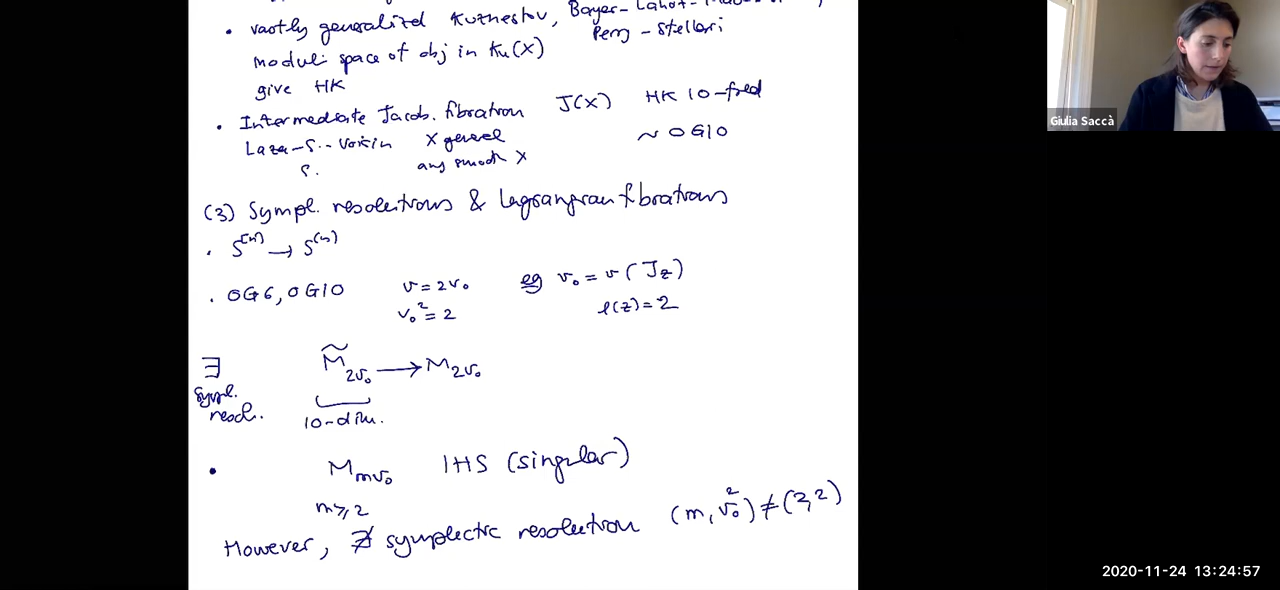 • vastly generalized Kuznestov, Bayer-Lahoz-
Perry - Stellari
moduli space of obj in Ku(X)
give HK
• Intermediate Jacob. fibration J(X) HK 10-fold
Laza-S.-Voisin X general ~ OG10
S. any smooth X
(3) Sympl. resolutions & Lagrangian fibrations
• S^[n] → S^(n)
• OG6, OG10 v=2v₀ eg v₀ = v(J_z)
v₀²=2 ℓ(z)=2
∃ M̃_2v₀ → M_2v₀
sympl.
resol. 10-dim.
• M_mv₀ IHS (singular)
m≥2
However, ∄ symplectic resolution (m, v₀²) ≠ (2,2)
Giulia Saccà
2020-11-24 13:24:57